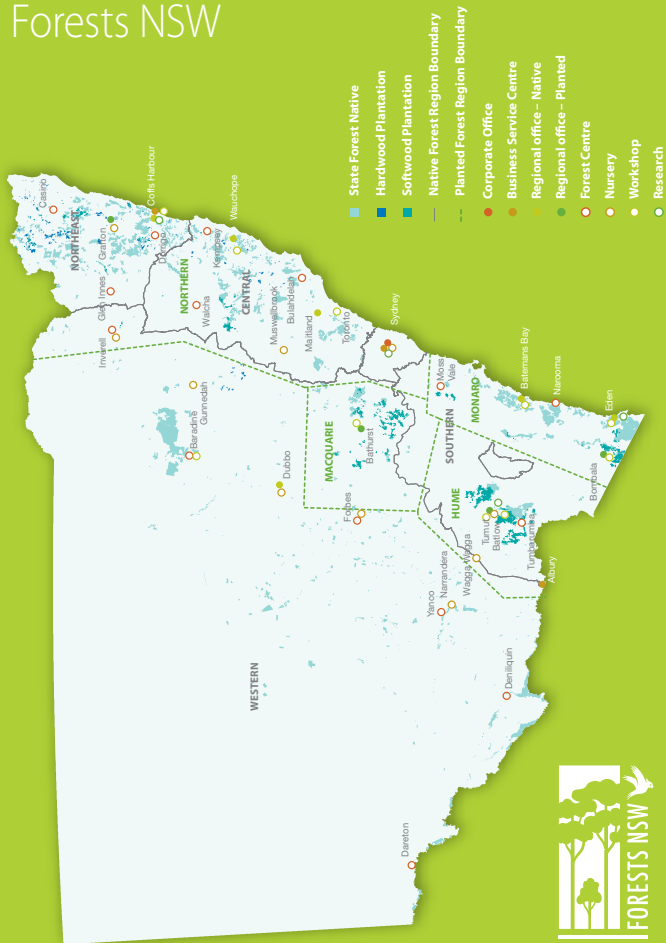 Forests NSW
State Forest Native
Hardwood Plantation
Softwood Plantation
Native Forest Region Boundary
Planted Forest Region Boundary
Corporate Office
Business Service Centre
Regional office – Native
Regional office – Planted
Forest Centre
Nursery
Workshop
Research
Casino
NORTHEAST
Grafton
Coffs Harbour
Dorrigo
Glen Innes
Inverell
NORTHERN
Walcha
Kempsey
Wauchope
CENTRAL
Muswellbrock
Bulahdelah
Maitland
Toronto
Gunnedah
Baradine
Dubbo
MACQUARIE
Bathurst
Forbes
Sydney
Moss
Vale
MONARO
SOUTHERN
Batemans Bay
Narooma
Eden
Bombala
HUME
Tumut
Batlow
Tumbarumba
Wagga Wagga
Narrandera
Yanco
Albury
Deniliquin
WESTERN
Dareton
FORESTS NSW